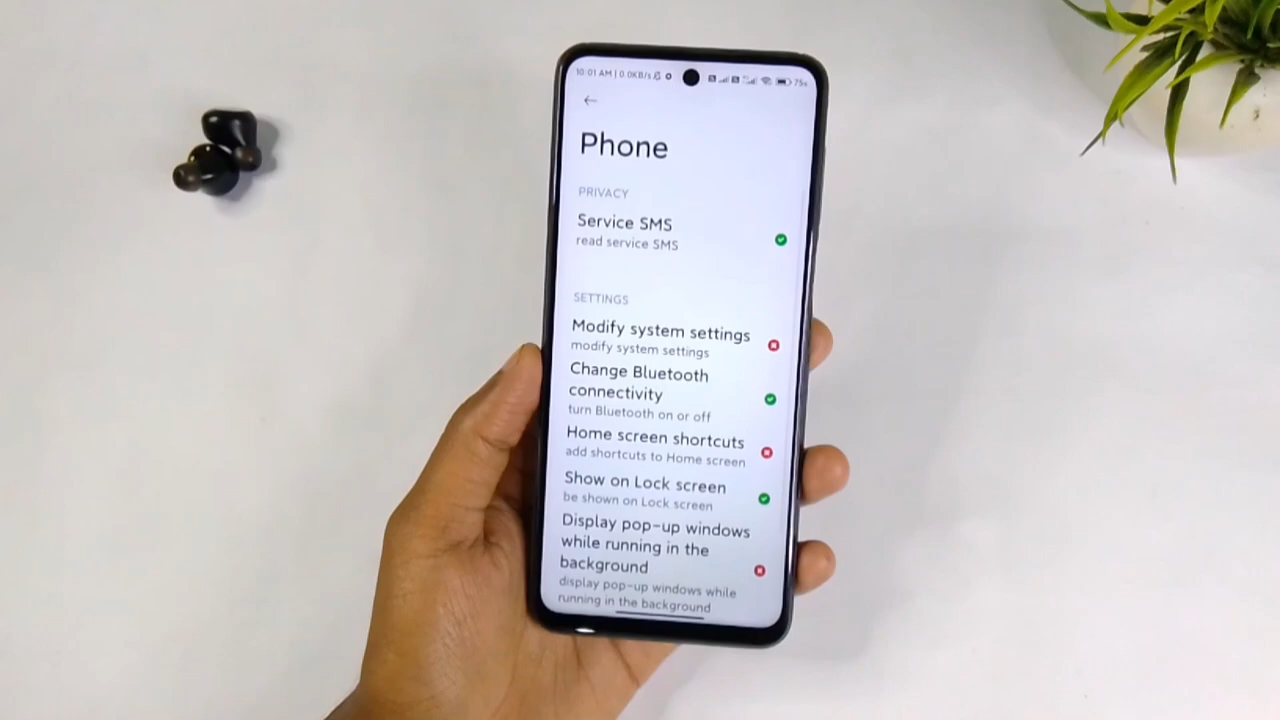 10:01 AM | 0.0KB/s
75%
Phone
PRIVACY
Service SMS
read service SMS
SETTINGS
Modify system settings
modify system settings
Change Bluetooth
connectivity
turn Bluetooth on or off
Home screen shortcuts
add shortcuts to Home screen
Show on Lock screen
be shown on Lock screen
Display pop-up windows
while running in the
background
display pop-up windows while
running in the background